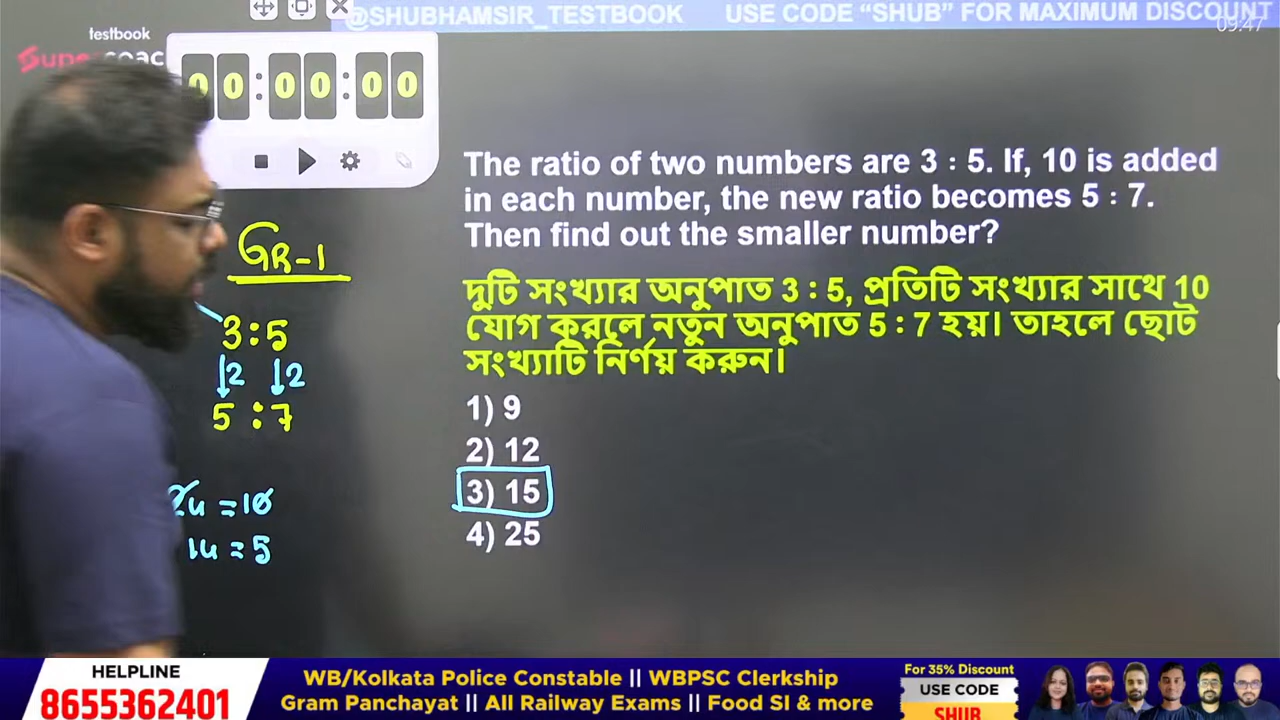 @SHUBHAMSIR_TESTBOOK USE CODE “SHUB” FOR MAXIMUM DISCOUNT
09:47
testbook
00:00:00
The ratio of two numbers are 3 : 5. If, 10 is added
in each number, the new ratio becomes 5 : 7.
Then find out the smaller number?
দুটি সংখ্যার অনুপাত 3 : 5, প্রতিটি সংখ্যার সাথে 10
যোগ করলে নতুন অনুপাত 5 : 7 হয়। তাহলে ছোট
সংখ্যাটি নির্ণয় করুন।
1) 9
2) 12
3) 15
4) 25
GR-1
3:5
2 2
5:7
2u = 10
1u = 5
HELPLINE
8655362401
WB/Kolkata Police Constable || WBPSC Clerkship
Gram Panchayat || All Railway Exams || Food SI & more
For 35% Discount
USE CODE
SHUB